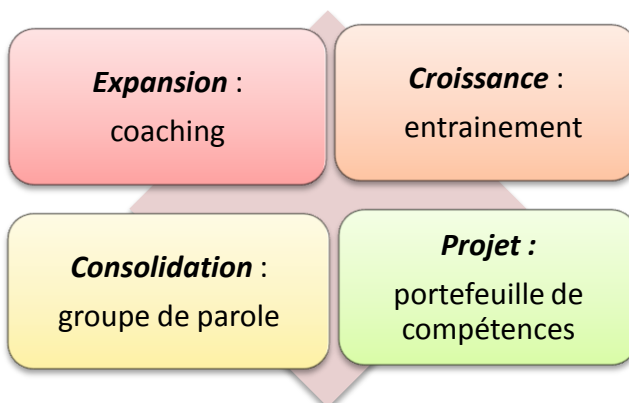 Expansion :
coaching
Croissance :
entrainement
Consolidation :
groupe de parole
Projet :
portefeuille de
compétences